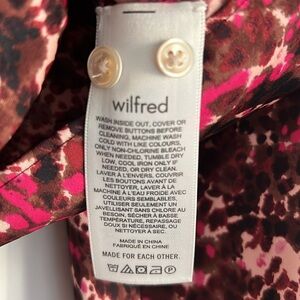 wilfred
WASH INSIDE OUT, COVER OR
REMOVE BUTTONS BEFORE
CLEANING, MACHINE WASH
COLD WITH LIKE COLOURS,
ONLY NON-CHLORINE BLEACH
WHEN NEEDED, TUMBLE DRY
LOW, COOL IRON ONLY IF
NEEDED, OR DRY CLEAN.
LAVER À L'ENVERS, COUVRIR
LES BOUTONS AVANT DE
NETTOYER, LAVER À LA
MACHINE À L'EAU FROIDE AVEC
COULEURS SEMBLABLES,
UTILISER SEULEMENT UN
JAVELLISANT SANS CHLORE AU
BESOIN, SÉCHER À BASSE
TEMPÉRATURE, REPASSAGE
DOUX SI NÉCESSAIRE, OU
NETTOYAGE À SEC.
MADE IN CHINA
FABRIQUÉ EN CHINE
MADE FOR EACH OTHER.